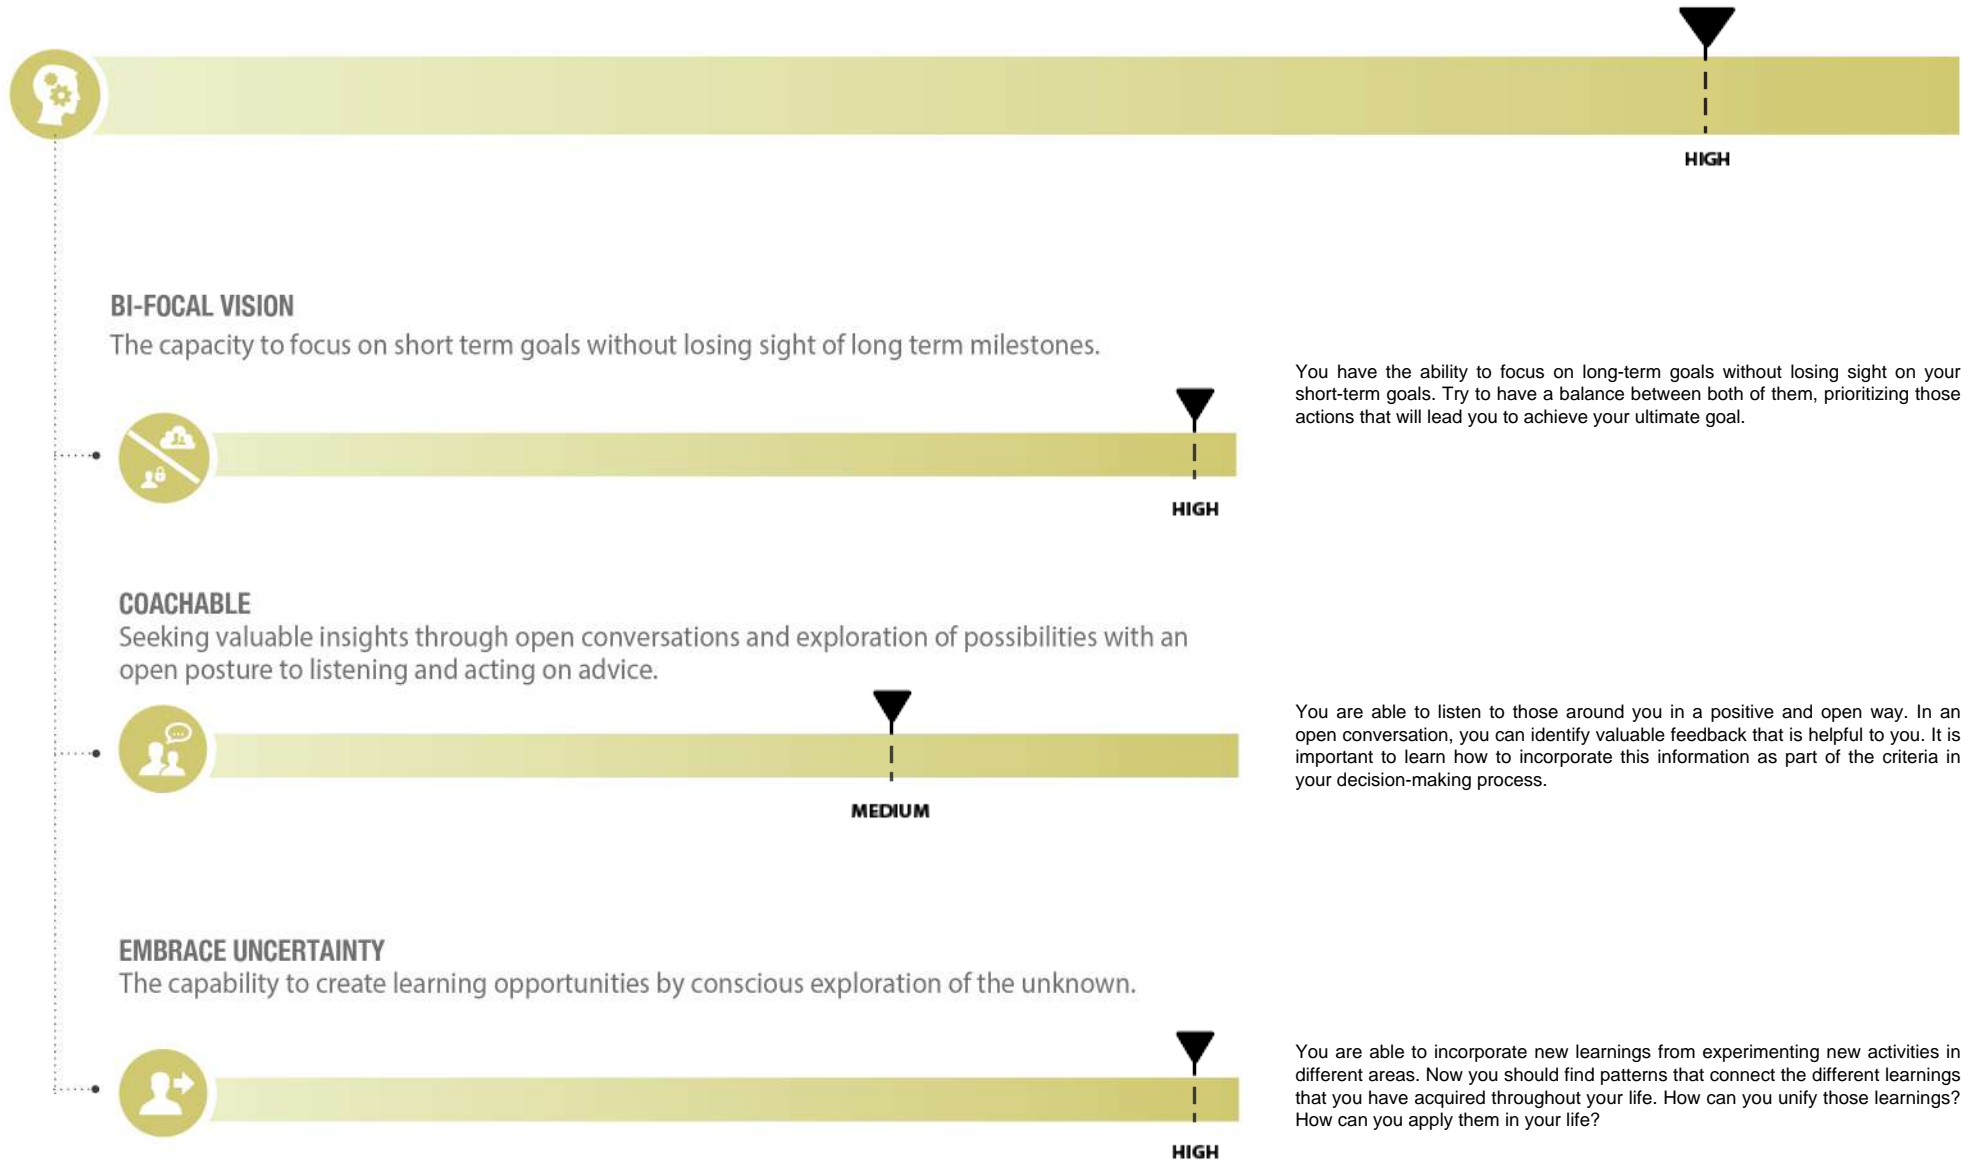 HIGH
BI-FOCAL VISION
The capacity to focus on short term goals without losing sight of long term milestones.
You have the ability to focus on long-term goals without losing sight on your
short-term goals. Try to have a balance between both of them, prioritizing those
actions that will lead you to achieve your ultimate goal.
HIGH
COACHABLE
Seeking valuable insights through open conversations and exploration of possibilities with an
open posture to listening and acting on advice.
You are able to listen to those around you in a positive and open way. In an
open conversation, you can identify valuable feedback that is helpful to you. It is
important to learn how to incorporate this information as part of the criteria in
your decision-making process.
MEDIUM
EMBRACE UNCERTAINTY
The capability to create learning opportunities by conscious exploration of the unknown.
You are able to incorporate new learnings from experimenting new activities in
different areas. Now you should find patterns that connect the different learnings
that you have acquired throughout your life. How can you unify those learnings?
How can you apply them in your life?
HIGH